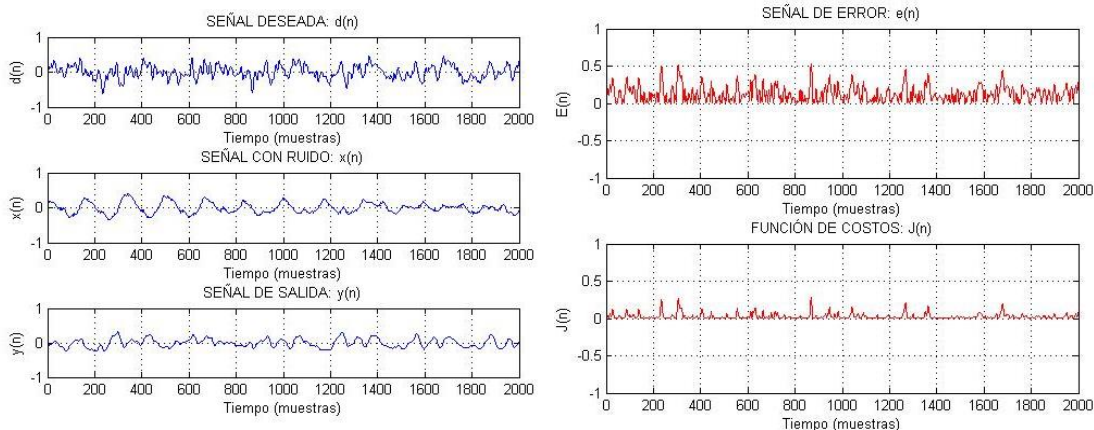 SEÑAL DESEADA: d(n)
1
0
-1
d(n)
0 200 400 600 800 1000 1200 1400 1600 1800 2000
Tiempo (muestras)
SEÑAL CON RUIDO: x(n)
1
0
-1
x(n)
0 200 400 600 800 1000 1200 1400 1600 1800 2000
Tiempo (muestras)
SEÑAL DE SALIDA: y(n)
1
0
-1
y(n)
0 200 400 600 800 1000 1200 1400 1600 1800 2000
Tiempo (muestras)
SEÑAL DE ERROR: e(n)
1
0.5
0
-0.5
-1
E(n)
0 200 400 600 800 1000 1200 1400 1600 1800 2000
Tiempo (muestras)
FUNCIÓN DE COSTOS: J(n)
1
0.5
0
-0.5
-1
J(n)
0 200 400 600 800 1000 1200 1400 1600 1800 2000
Tiempo (muestras)